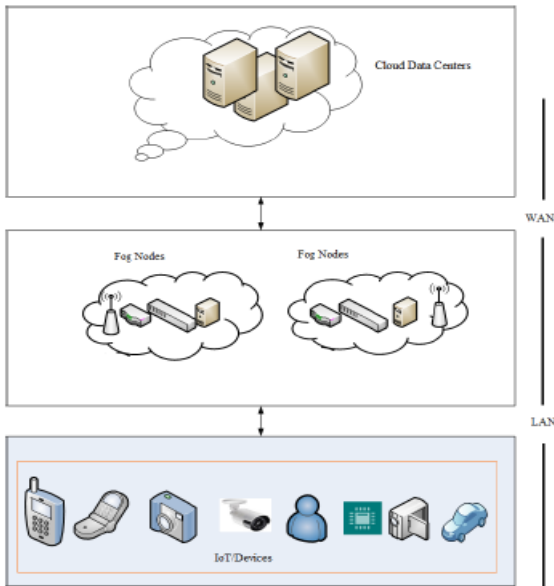 Cloud Data Centers
WAN
Fog Nodes
Fog Nodes
LAN
IoT/Devices